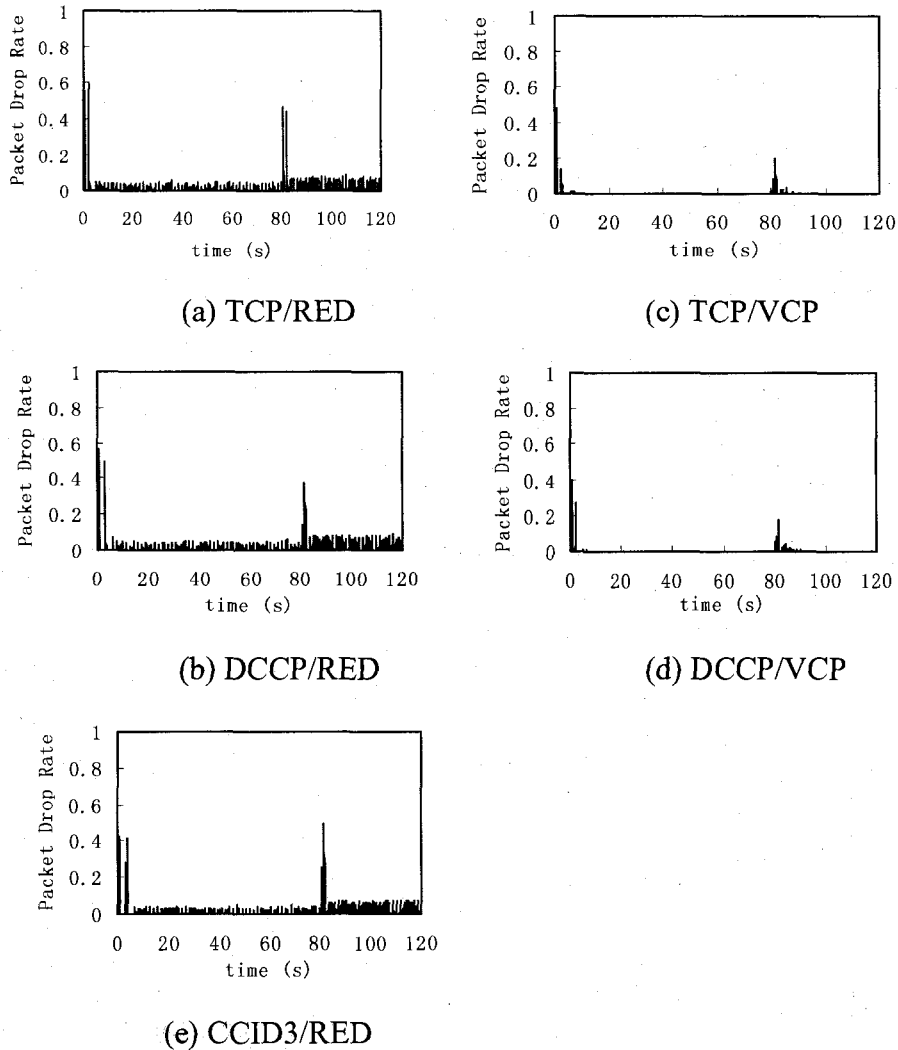 Packet Drop Rate
1
0. 8
0. 6
0. 4
0. 2
0
0 20 40 60 80 100 120
time (s)
(a) TCP/RED
Packet Drop Rate
1
0. 8
0. 6
0. 4
0. 2
0
0 20 40 60 80 100 120
time (s)
(c) TCP/VCP
Packet Drop Rate
1
0. 8
0. 6
0. 4
0. 2
0
0 20 40 60 80 100 120
time (s)
(b) DCCP/RED
Packet Drop Rate
1
0. 8
0. 6
0. 4
0. 2
0
0 20 40 60 80 100 120
time (s)
(d) DCCP/VCP
Packet Drop Rate
1
0. 8
0. 6
0. 4
0. 2
0
0 20 40 60 80 100 120
time (s)
(e) CCID3/RED